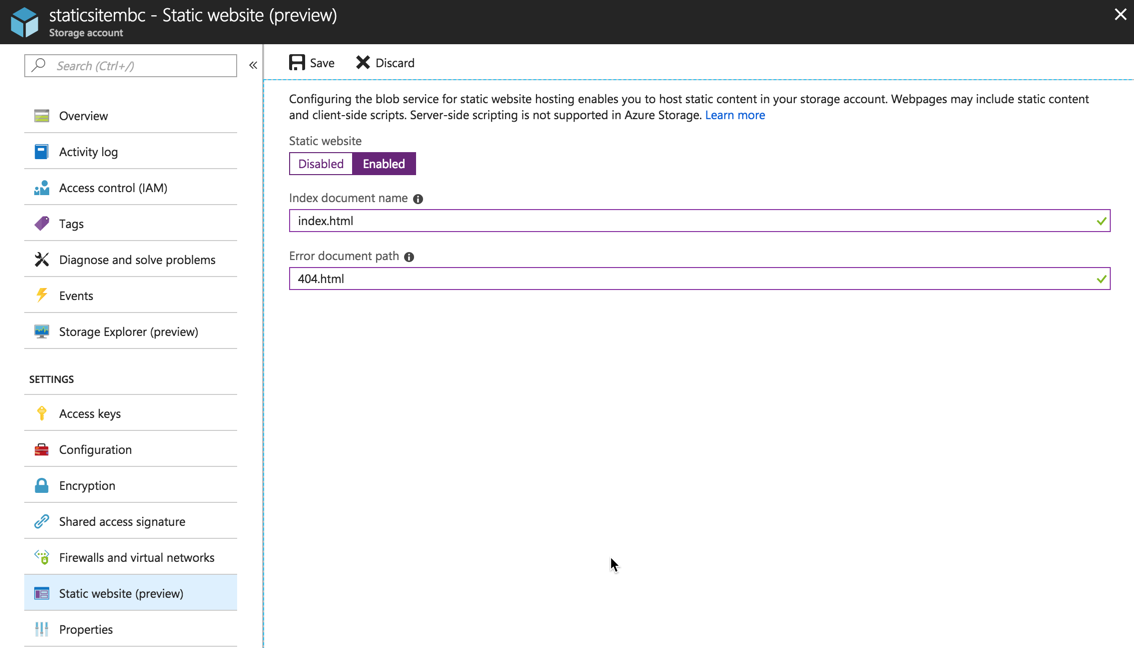 staticsitembc - Static website (preview)
Storage account
Search (Ctrl+/)
«
Overview
Activity log
Access control (IAM)
Tags
Diagnose and solve problems
Events
Storage Explorer (preview)
SETTINGS
Access keys
Configuration
Encryption
Shared access signature
Firewalls and virtual networks
Static website (preview)
Properties
Save
Discard
Configuring the blob service for static website hosting enables you to host static content in your storage account. Webpages may include static content
and client-side scripts. Server-side scripting is not supported in Azure Storage. Learn more
Static website
Disabled Enabled
Index document name
index.html
Error document path
404.html